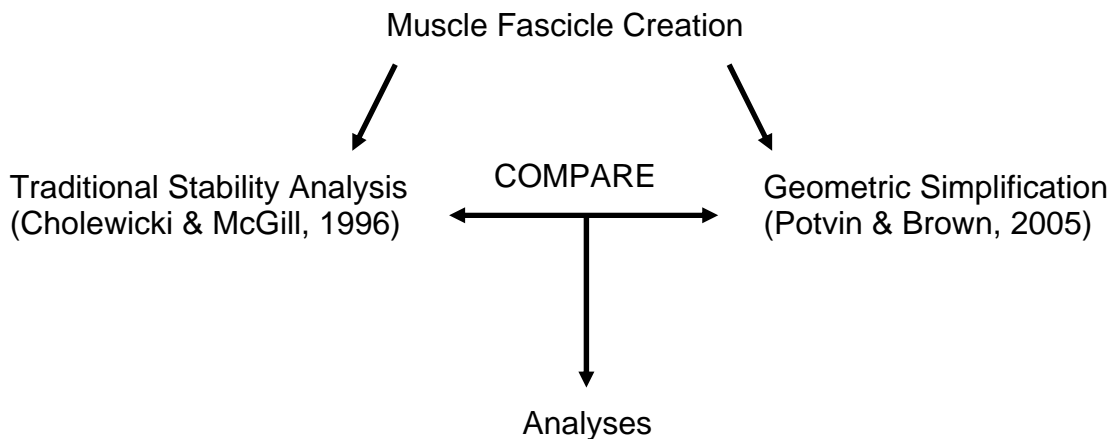 Muscle Fascicle Creation
Traditional Stability Analysis
(Cholewicki & McGill, 1996)
COMPARE
Geometric Simplification
(Potvin & Brown, 2005)
Analyses